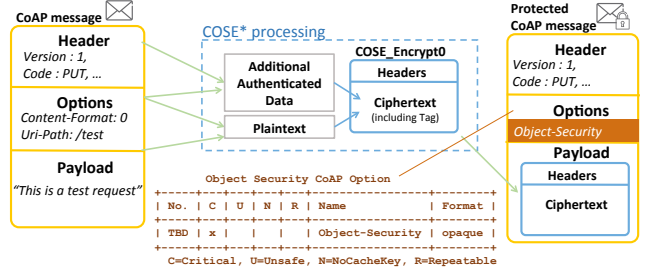 CoAP message
Header
Version : 1,
Code : PUT, ...
Options
Content-Format: 0
Uri-Path: /test
Payload
“This is a test request”
COSE* processing
Additional
Authenticated
Data
Plaintext
COSE_Encrypt0
Headers
Ciphertext
(including Tag)
Protected
CoAP message
Header
Version : 1,
Code : PUT, ...
Options
Object-Security
Payload
Headers
Ciphertext
Object Security CoAP Option
+-----+---+---+---+---+-----------------+--------+
| No. | C | U | N | R | Name | Format |
+-----+---+---+---+---+-----------------+--------+
| TBD | x | | | | Object-Security | opaque |
+-----+---+---+---+---+-----------------+--------+
C=Critical, U=Unsafe, N=NoCacheKey, R=Repeatable